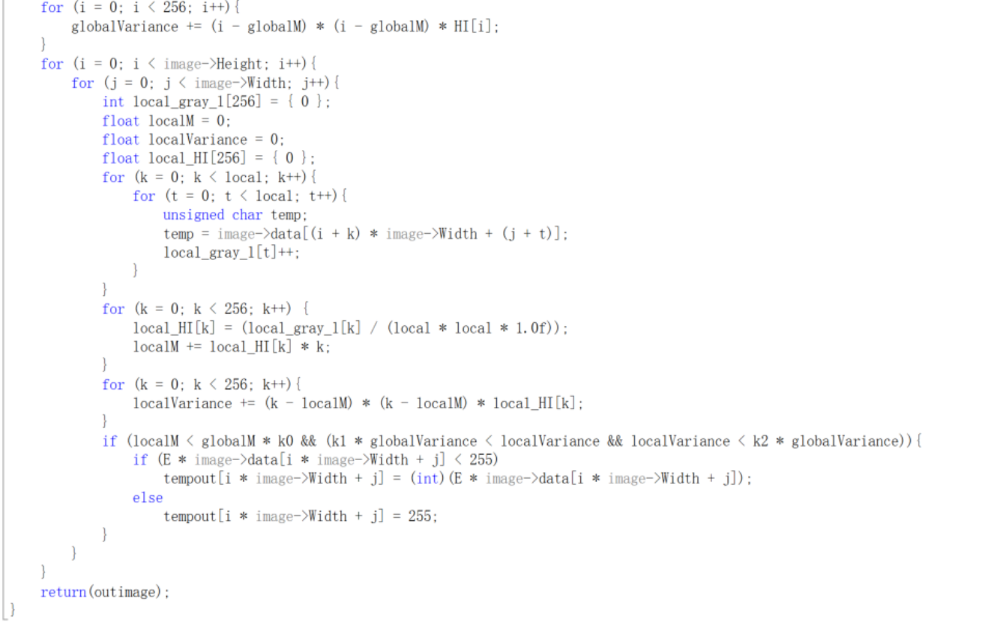 for (i = 0; i < 256; i++){
globalVariance += (i - globalM) * (i - globalM) * HI[i];
}
for (i = 0; i < image->Height; i++){
for (j = 0; j < image->Width; j++){
int local_gray_l[256] = { 0 };
float localM = 0;
float localVariance = 0;
float local_HI[256] = { 0 };
for (k = 0; k < local; k++){
for (t = 0; t < local; t++){
unsigned char temp;
temp = image->data[(i + k) * image->Width + (j + t)];
local_gray_l[t]++;
}
}
for (k = 0; k < 256; k++) {
local_HI[k] = (local_gray_l[k] / (local * local * 1.0f));
localM += local_HI[k] * k;
}
for (k = 0; k < 256; k++){
localVariance += (k - localM) * (k - localM) * local_HI[k];
}
if (localM < globalM * k0 && (k1 * globalVariance < localVariance && localVariance < k2 * globalVariance)){
if (E * image->data[i * image->Width + j] < 255)
tempout[i * image->Width + j] = (int)(E * image->data[i * image->Width + j]);
else
tempout[i * image->Width + j] = 255;
}
}
}
return(outimage);
}